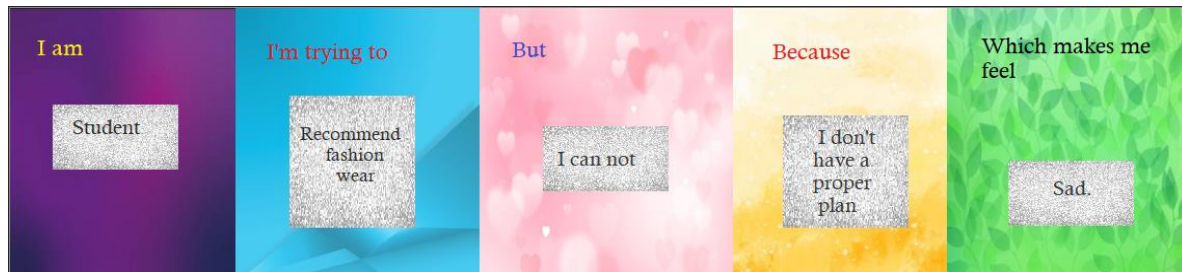 I am
Student
I'm trying to
Recommend
fashion
wear
But
I can not
Because
I don't
have a
proper
plan
Which makes me
feel
Sad.